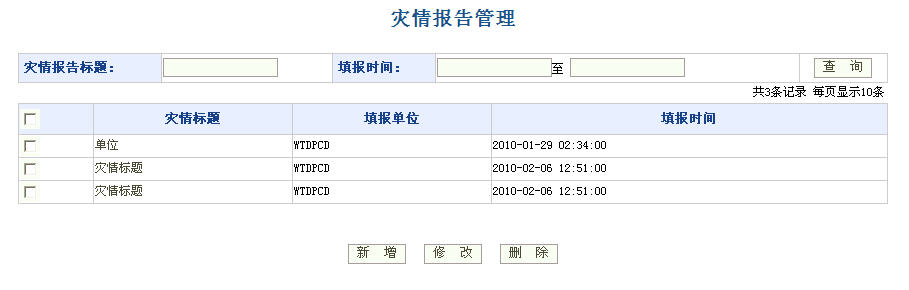 灾情报告管理
灾情报告标题： 填报时间： 至 查 询
共3条记录 每页显示10条
灾情标题 填报单位 填报时间
单位 WTDPCD 2010-01-29 02:34:00
灾情标题 WTDPCD 2010-02-06 12:51:00
灾情标题 WTDPCD 2010-02-06 12:51:00
新 增 修 改 删 除